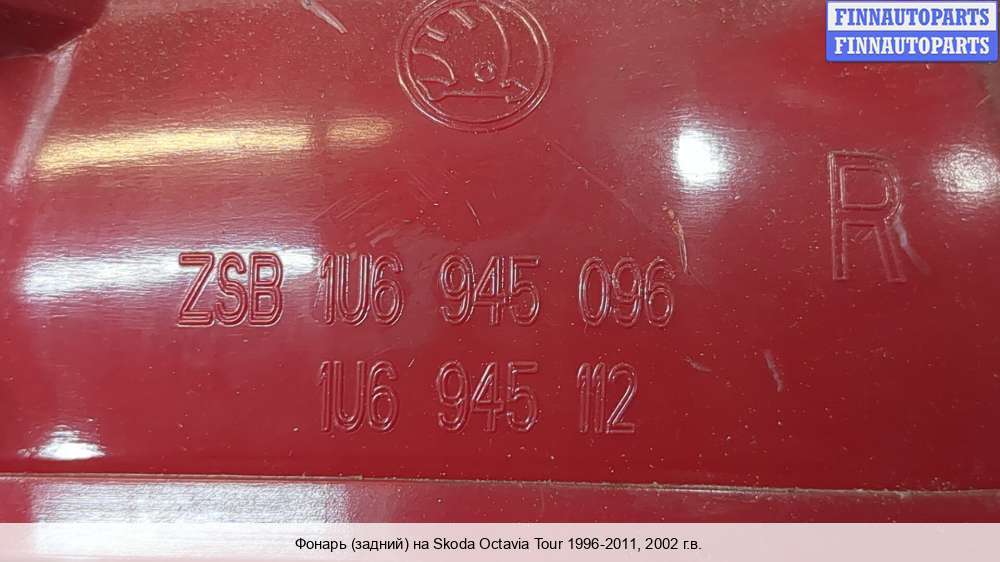 FINNAUTOPARTS
FINNAUTOPARTS
R
ZSB 1U6 945 096
1U6 945 112
Фонарь (задний) на Skoda Octavia Tour 1996-2011, 2002 г.в.